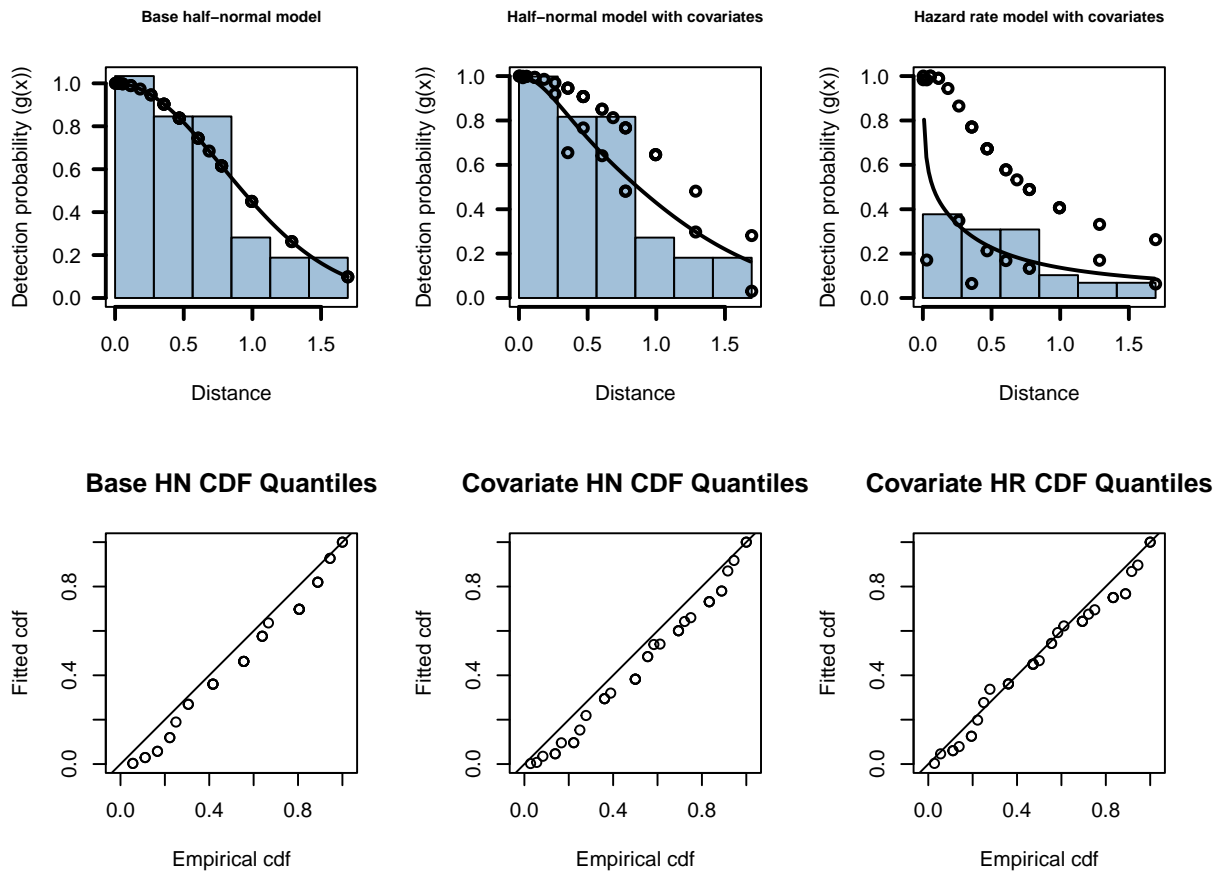 Base half−normal model
Half−normal model with covariates
Hazard rate model with covariates
Detection probability (g(x))
1.0
0.8
0.6
0.4
0.2
0.0
0.0 0.5 1.0 1.5
Distance
Detection probability (g(x))
1.0
0.8
0.6
0.4
0.2
0.0
0.0 0.5 1.0 1.5
Distance
Detection probability (g(x))
1.0
0.8
0.6
0.4
0.2
0.0
0.0 0.5 1.0 1.5
Distance
Base HN CDF Quantiles
Covariate HN CDF Quantiles
Covariate HR CDF Quantiles
Fitted cdf
0.8
0.4
0.0
0.0 0.4 0.8
Empirical cdf
Fitted cdf
0.8
0.4
0.0
0.0 0.4 0.8
Empirical cdf
Fitted cdf
0.8
0.4
0.0
0.0 0.4 0.8
Empirical cdf